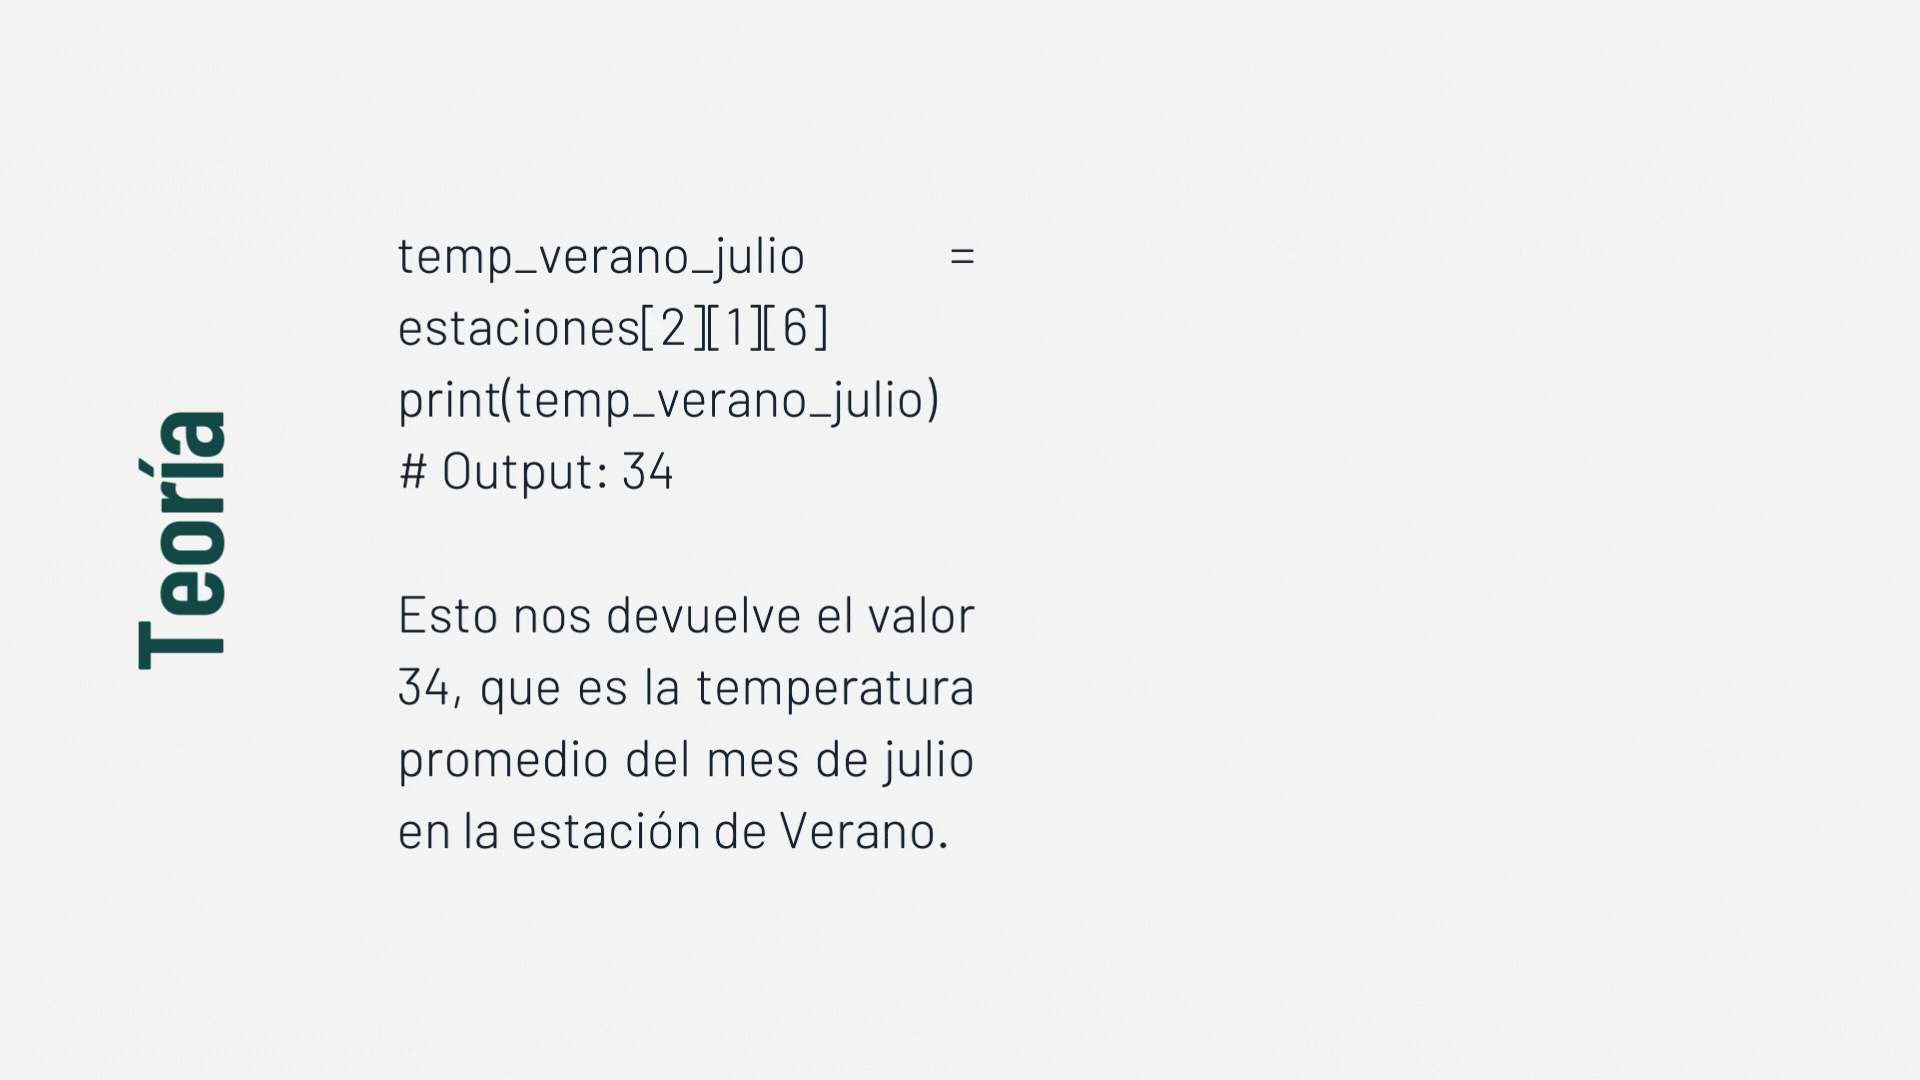 Teoría
temp_verano_julio =
estaciones[2][1][6]
print(temp_verano_julio)
# Output: 34
Esto nos devuelve el valor
34, que es la temperatura
promedio del mes de julio
en la estación de Verano.